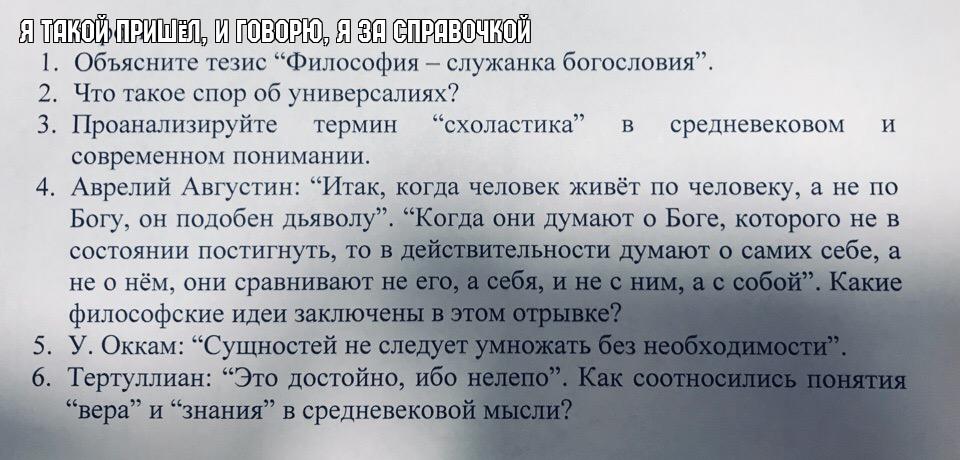 Я ТАКОЙ ПРИШЁЛ, И ГОВОРЮ, Я ЗА СПРАВОЧКОЙ
1. Объясните тезис “Философия – служанка богословия”.
2. Что такое спор об универсалиях?
3. Проанализируйте термин “схоластика” в средневековом и
современном понимании.
4. Аврелий Августин: “Итак, когда человек живёт по человеку, а не по
Богу, он подобен дьяволу”. “Когда они думают о Боге, которого не в
состоянии постигнуть, то в действительности думают о самих себе, а
не о нём, они сравнивают не его, а себя, и не с ним, а с собой”. Какие
философские идеи заключены в этом отрывке?
5. У. Оккам: “Сущностей не следует умножать без необходимости”.
6. Тертуллиан: “Это достойно, ибо нелепо”. Как соотносились понятия
“вера” и “знания” в средневековой мысли?